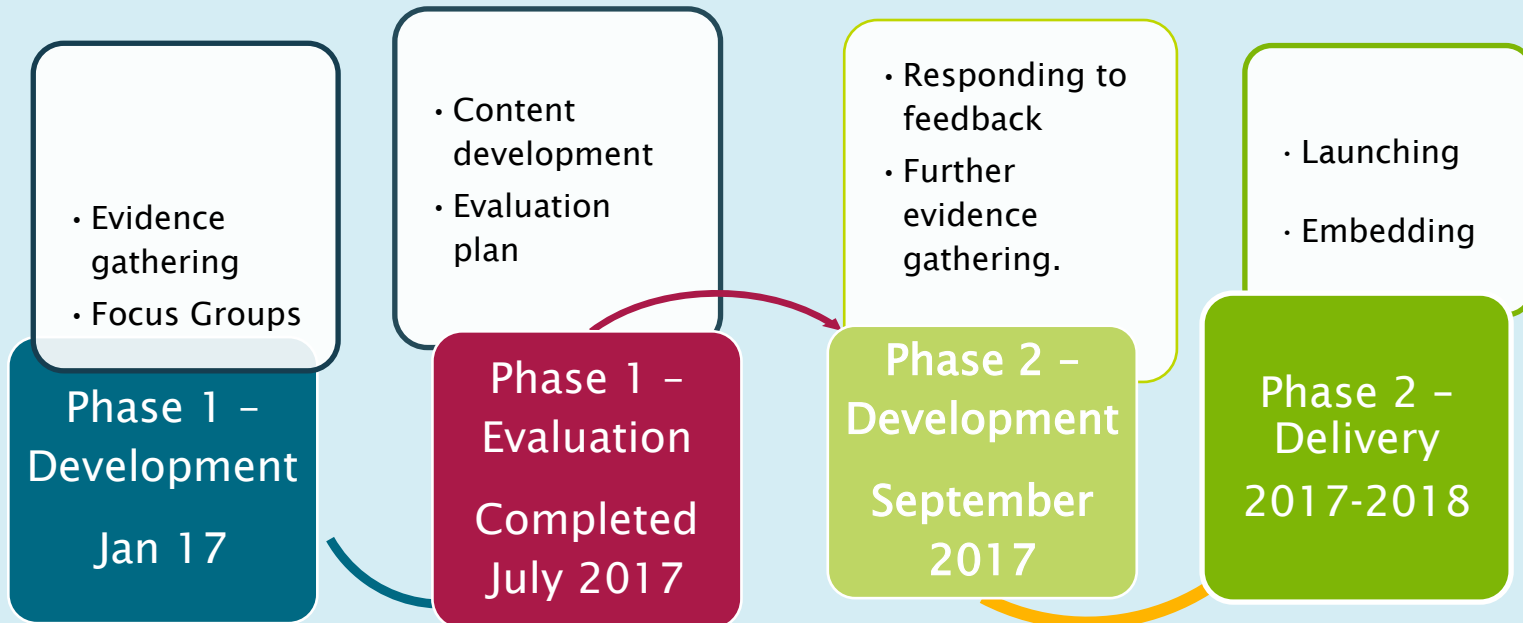 • Evidence
gathering
• Focus Groups
Phase 1 –
Development
Jan 17
• Content
development
• Evaluation
plan
Phase 1 –
Evaluation
Completed
July 2017
• Responding to
feedback
• Further
evidence
gathering.
Phase 2 –
Development
September
2017
• Launching
• Embedding
Phase 2 –
Delivery
2017-2018